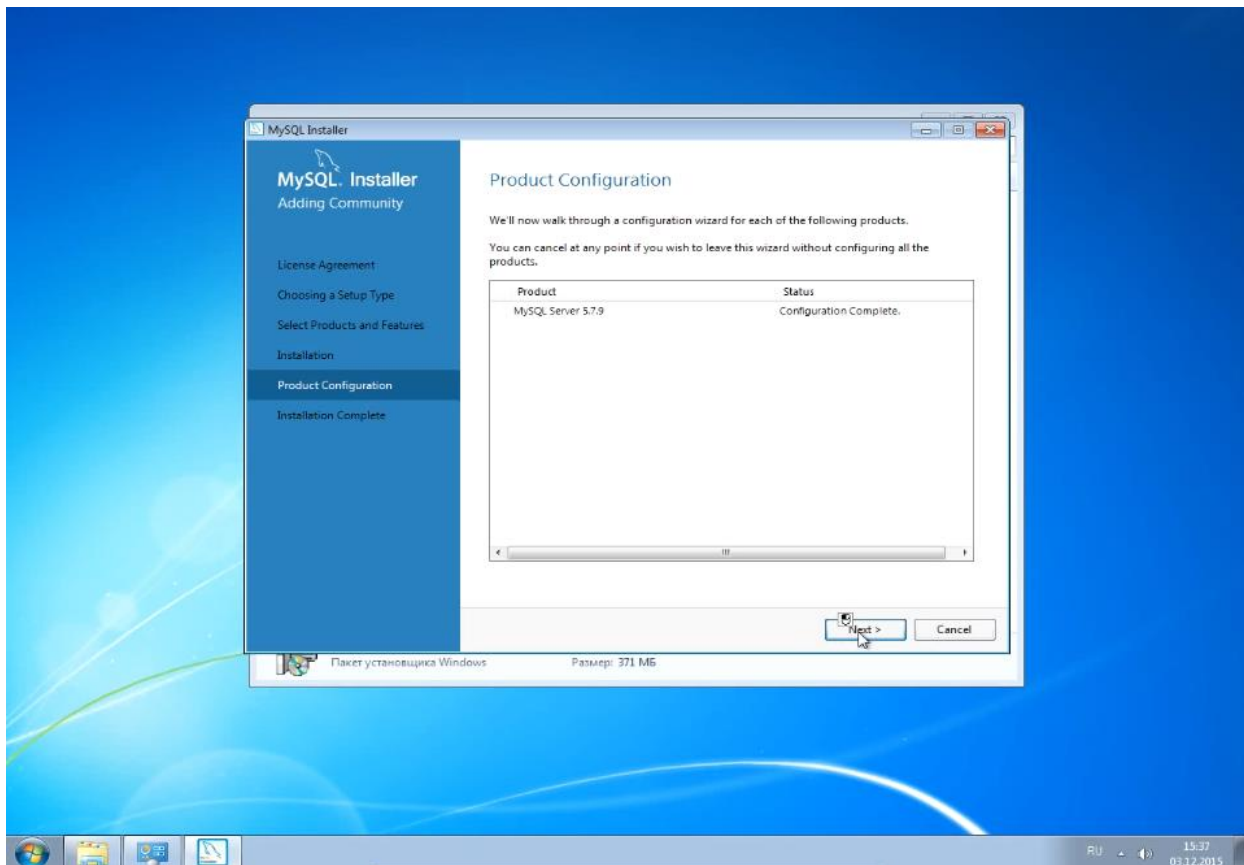 MySQL Installer
MySQL. Installer
Adding Community
License Agreement
Choosing a Setup Type
Select Products and Features
Installation
Product Configuration
Installation Complete
Product Configuration
We'll now walk through a configuration wizard for each of the following products.
You can cancel at any point if you wish to leave this wizard without configuring all the
products.
Product Status
MySQL Server 5.7.9 Configuration Complete.
Next > Cancel
Пакет установщика Windows Размер: 371 МБ
RU 15:37
03.12.2015